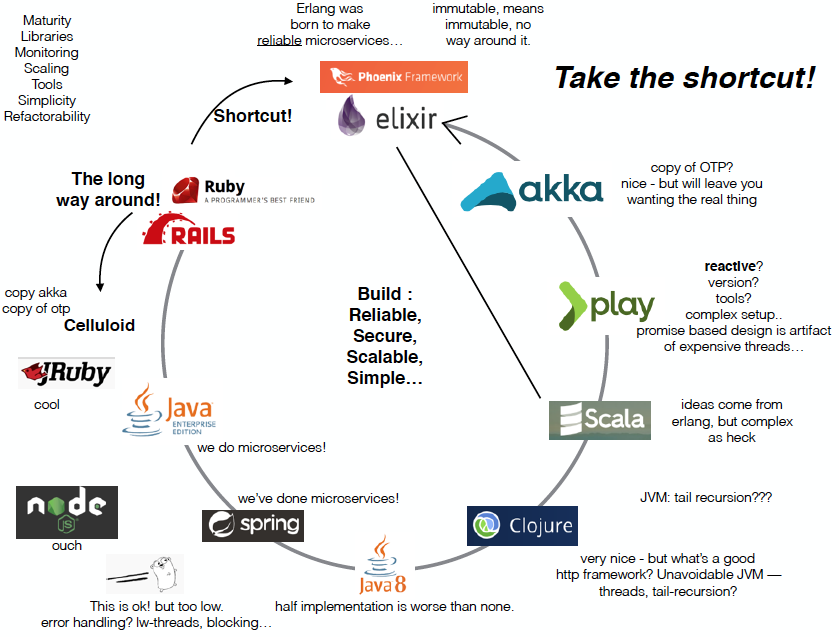 Maturity
Libraries
Monitoring
Scaling
Tools
Simplicity
Refactorability
Erlang was
born to make
reliable microservices…
immutable, means
immutable, no
way around it.
Phoenix Framework
elixir
Take the shortcut!
Shortcut!
The long
way around!
Ruby
A PROGRAMMER'S BEST FRIEND
RAILS
akka
copy of OTP?
nice - but will leave you
wanting the real thing
copy akka
copy of otp
Celluloid
Build :
Reliable,
Secure,
Scalable,
Simple…
play
reactive?
version?
tools?
complex setup..
promise based design is artifact
of expensive threads…
JRuby
cool
Java
ENTERPRISE
EDITION
we do microservices!
Scala
ideas come from
erlang, but complex
as heck
node
JS
ouch
we've done microservices!
spring
Clojure
JVM: tail recursion???
Java 8
very nice - but what's a good
http framework? Unavoidable JVM —
threads, tail-recursion?
This is ok! but too low.
error handling? lw-threads, blocking…
half implementation is worse than none.